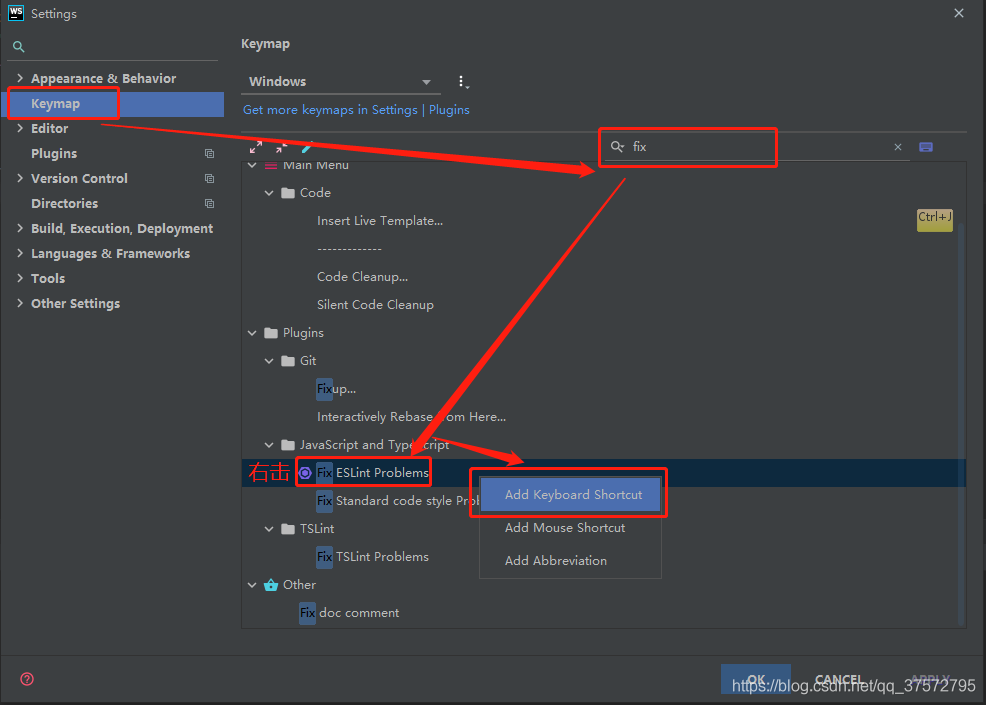 WS
Settings
Appearance & Behavior
Keymap
Editor
Plugins
Version Control
Directories
Build, Execution, Deployment
Languages & Frameworks
Tools
Other Settings
Keymap
Windows
Get more keymaps in Settings | Plugins
fix
Main Menu
Code
Insert Live Template...
Ctrl+J
-------------
Code Cleanup...
Silent Code Cleanup
Plugins
Git
Fixup...
Interactively Rebase from Here...
JavaScript and TypeScript
右击
Fix ESLint Problems
Fix Standard code style Prob
TSLint
Fix TSLint Problems
Other
Fix doc comment
Add Keyboard Shortcut
Add Mouse Shortcut
Add Abbreviation
?
OK
CANCEL
APPLY
https://blog.csdn.net/qq_37572795